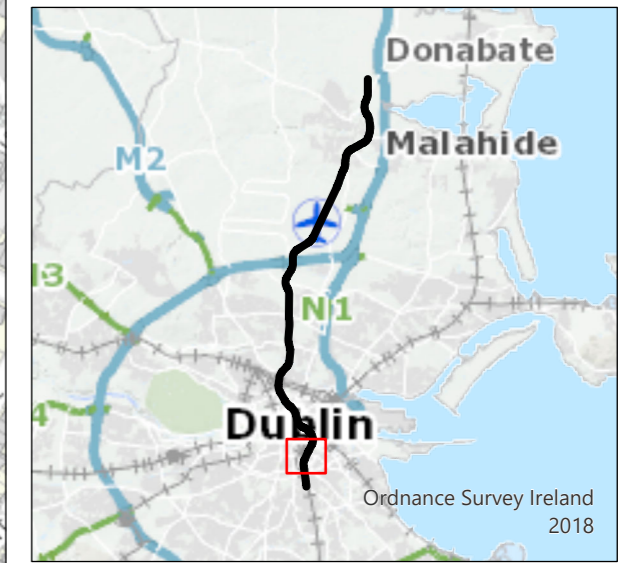 Donabate
Malahide
M2
N1
Dublin
Ordnance Survey Ireland
2018